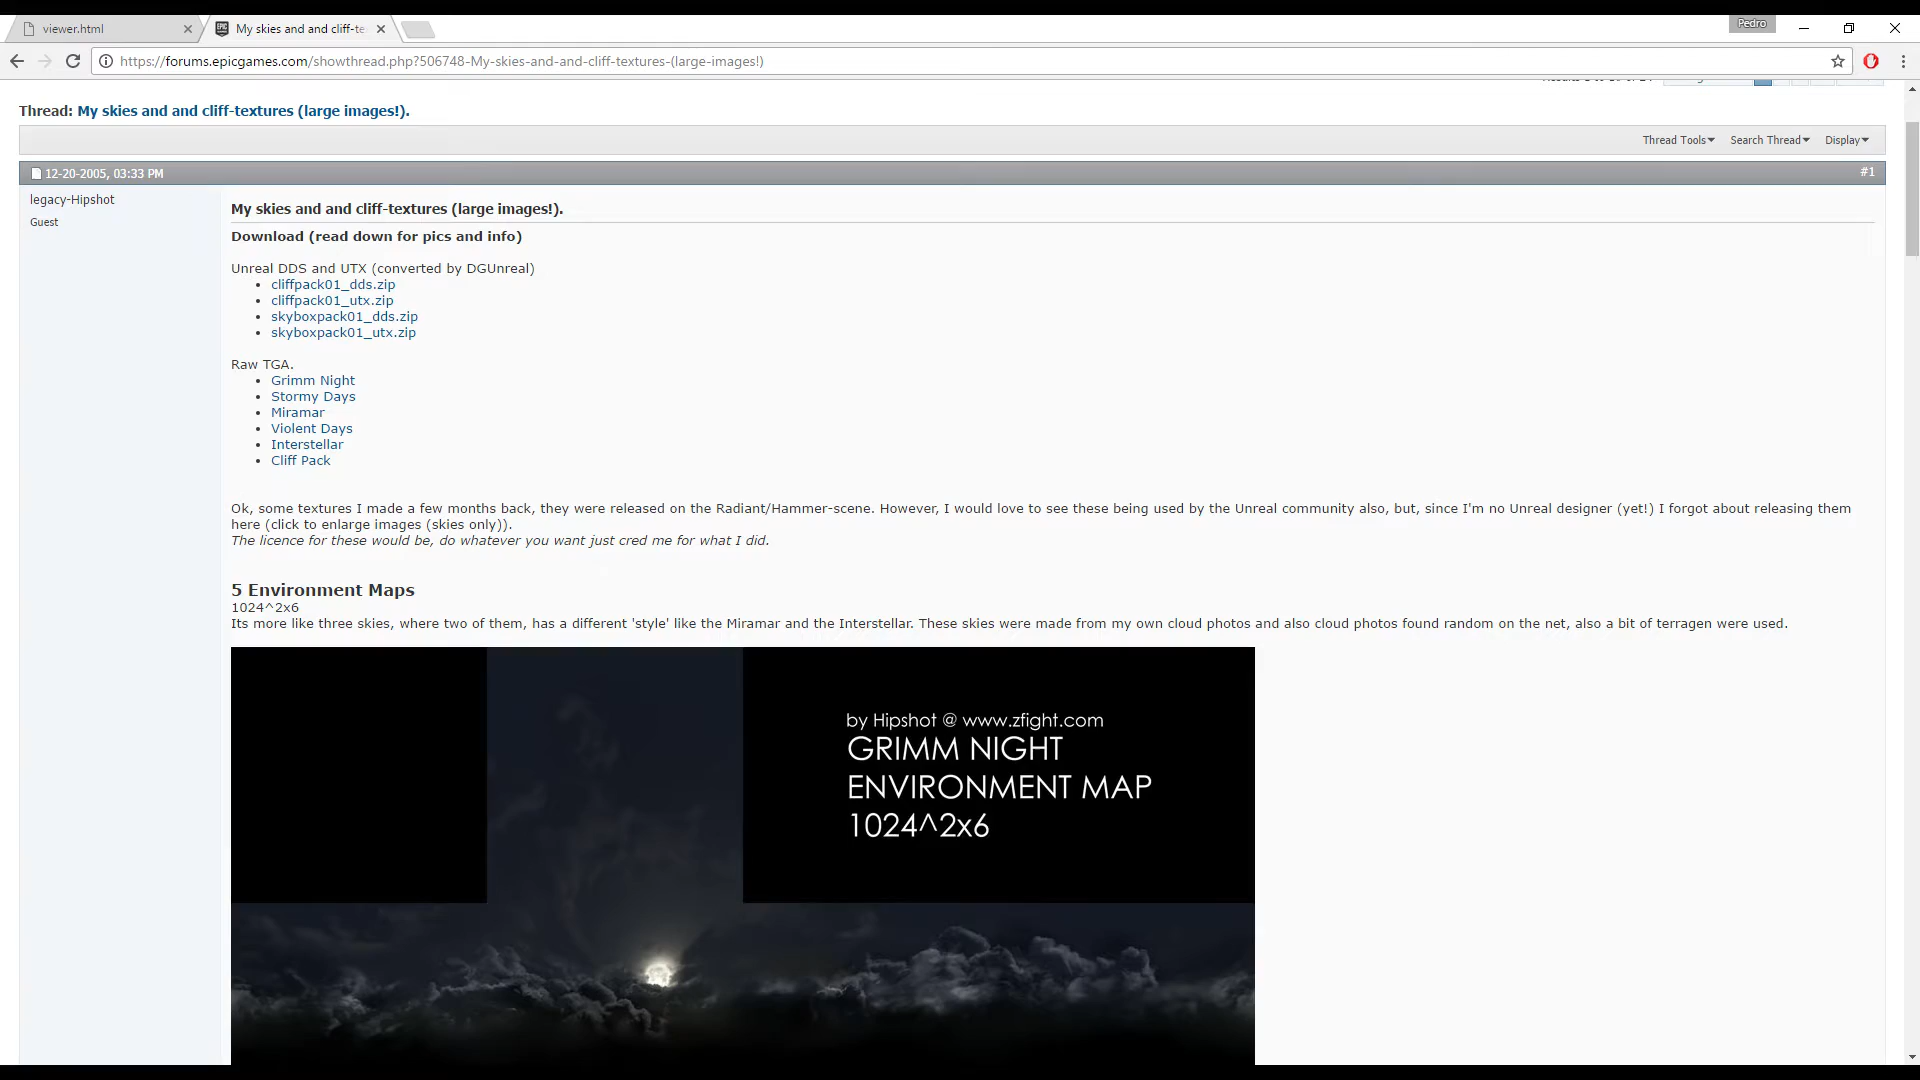 viewer.html
My skies and and cliff-te
Pedro
https://forums.epicgames.com/showthread.php?506748-My-skies-and-and-cliff-textures-(large-images!)
Thread: My skies and and cliff-textures (large images!).
Thread Tools
Search Thread
Display
12-20-2005, 03:33 PM
#1
legacy-Hipshot
Guest
My skies and and cliff-textures (large images!).
Download (read down for pics and info)
Unreal DDS and UTX (converted by DGUnreal)
cliffpack01_dds.zip
cliffpack01_utx.zip
skyboxpack01_dds.zip
skyboxpack01_utx.zip
Raw TGA.
Grimm Night
Stormy Days
Miramar
Violent Days
Interstellar
Cliff Pack
Ok, some textures I made a few months back, they were released on the Radiant/Hammer-scene. However, I would love to see these being used by the Unreal community also, but, since I'm no Unreal designer (yet!) I forgot about releasing them
here (click to enlarge images (skies only)).
The licence for these would be, do whatever you want just cred me for what I did.
5 Environment Maps
1024^2x6
Its more like three skies, where two of them, has a different 'style' like the Miramar and the Interstellar. These skies were made from my own cloud photos and also cloud photos found random on the net, also a bit of terragen were used.
by Hipshot @ www.zfight.com
GRIMM NIGHT
ENVIRONMENT MAP
1024^2x6